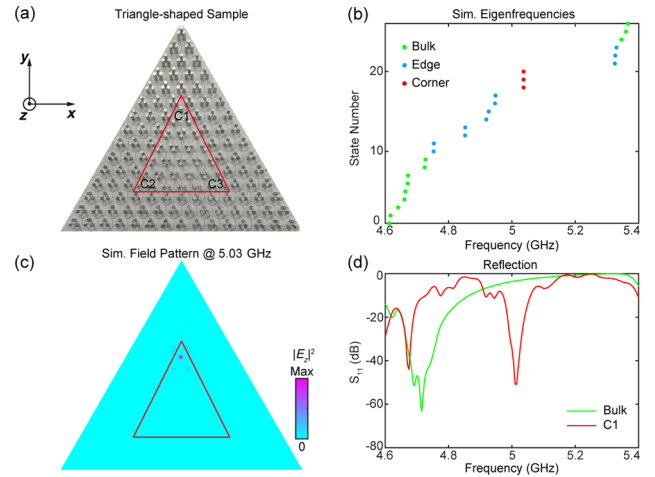 (a)
Triangle-shaped Sample
y
z
x
C1
C2
C3
(b)
Sim. Eigenfrequencies
Bulk
Edge
Corner
State Number
20
10
0
4.6 4.8 5 5.2 5.4
Frequency (GHz)
(c)
Sim. Field Pattern @ 5.03 GHz
|E_z|²
Max
0
(d)
Reflection
S₁₁ (dB)
0
-20
-40
-60
-80
Bulk
C1
4.6 4.8 5 5.2 5.4
Frequency (GHz)